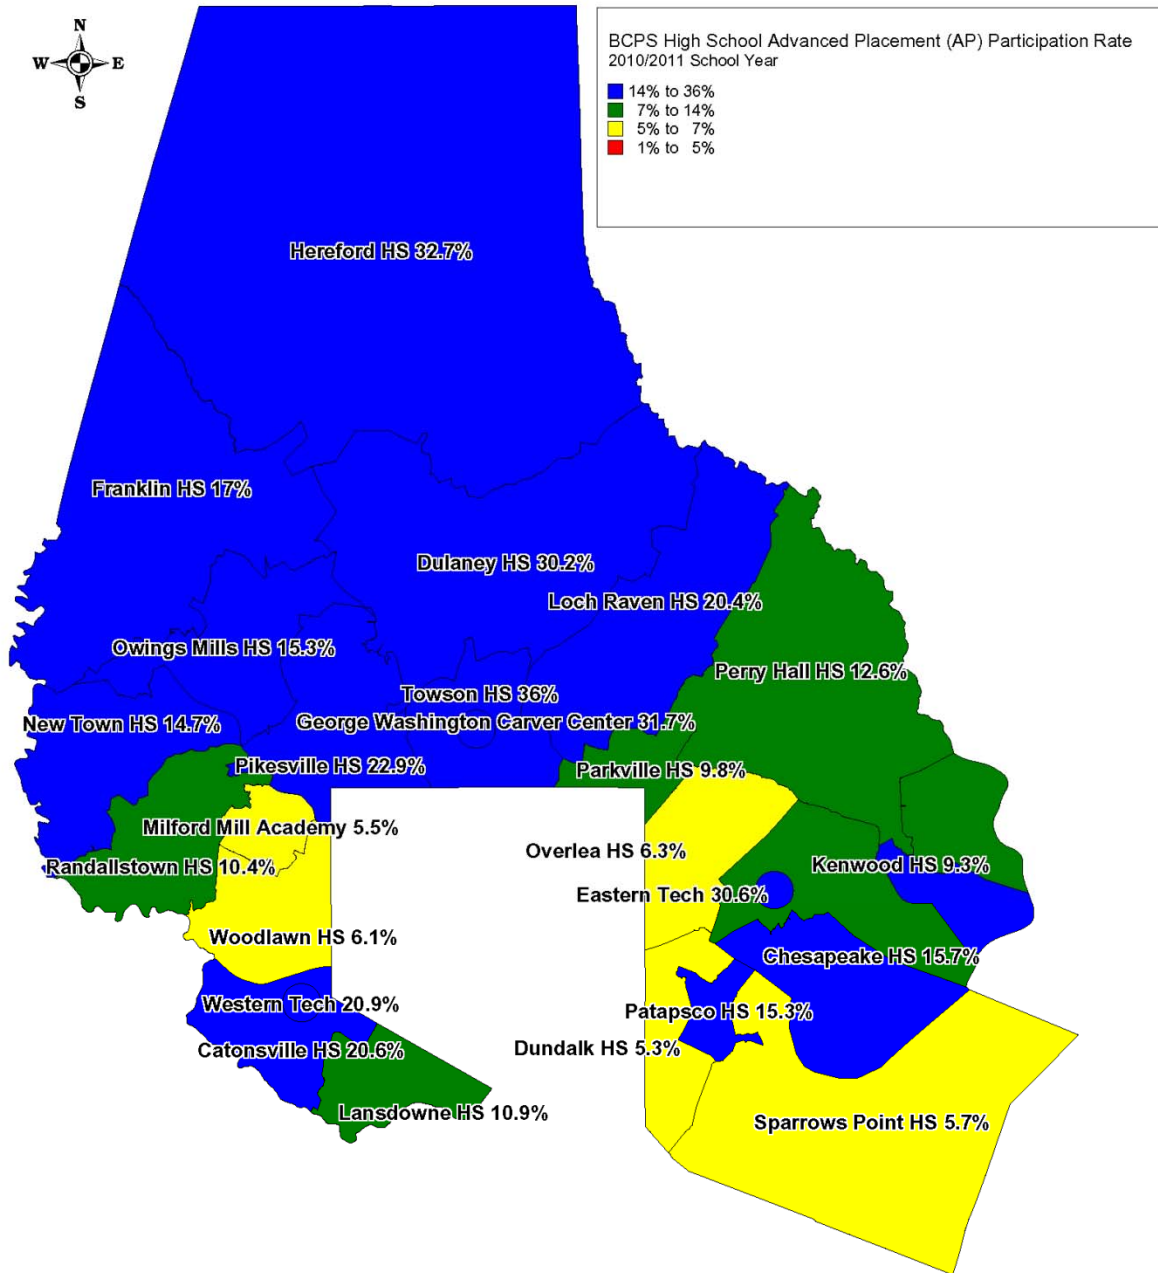 N
W E
S
BCPS High School Advanced Placement (AP) Participation Rate
2010/2011 School Year
14% to 36%
7% to 14%
5% to 7%
1% to 5%
Hereford HS 32.7%
Franklin HS 17%
Dulaney HS 30.2%
Loch Raven HS 20.4%
Owings Mills HS 15.3%
Perry Hall HS 12.6%
Towson HS 36%
New Town HS 14.7%
George Washington Carver Center 31.7%
Pikesville HS 22.9%
Parkville HS 9.8%
Milford Mill Academy 5.5%
Overlea HS 6.3%
Kenwood HS 9.3%
Randallstown HS 10.4%
Eastern Tech 30.6%
Woodlawn HS 6.1%
Chesapeake HS 15.7%
Western Tech 20.9%
Patapsco HS 15.3%
Catonsville HS 20.6%
Dundalk HS 5.3%
Lansdowne HS 10.9%
Sparrows Point HS 5.7%